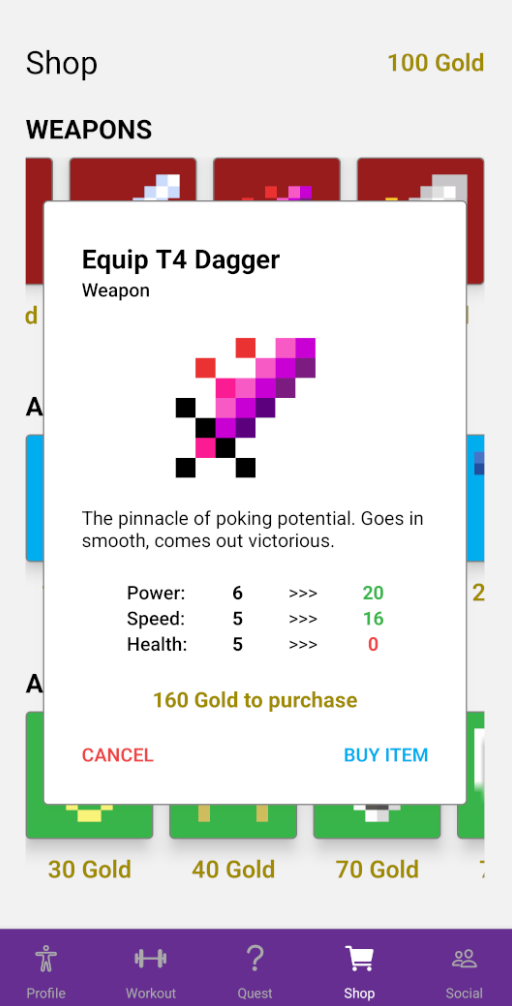 Shop
100 Gold
WEAPONS
Equip T4 Dagger
Weapon
The pinnacle of poking potential. Goes in
smooth, comes out victorious.
Power: 6 >>> 20
Speed: 5 >>> 16
Health: 5 >>> 0
160 Gold to purchase
CANCEL
BUY ITEM
30 Gold
40 Gold
70 Gold
Profile
Workout
Quest
Shop
Social